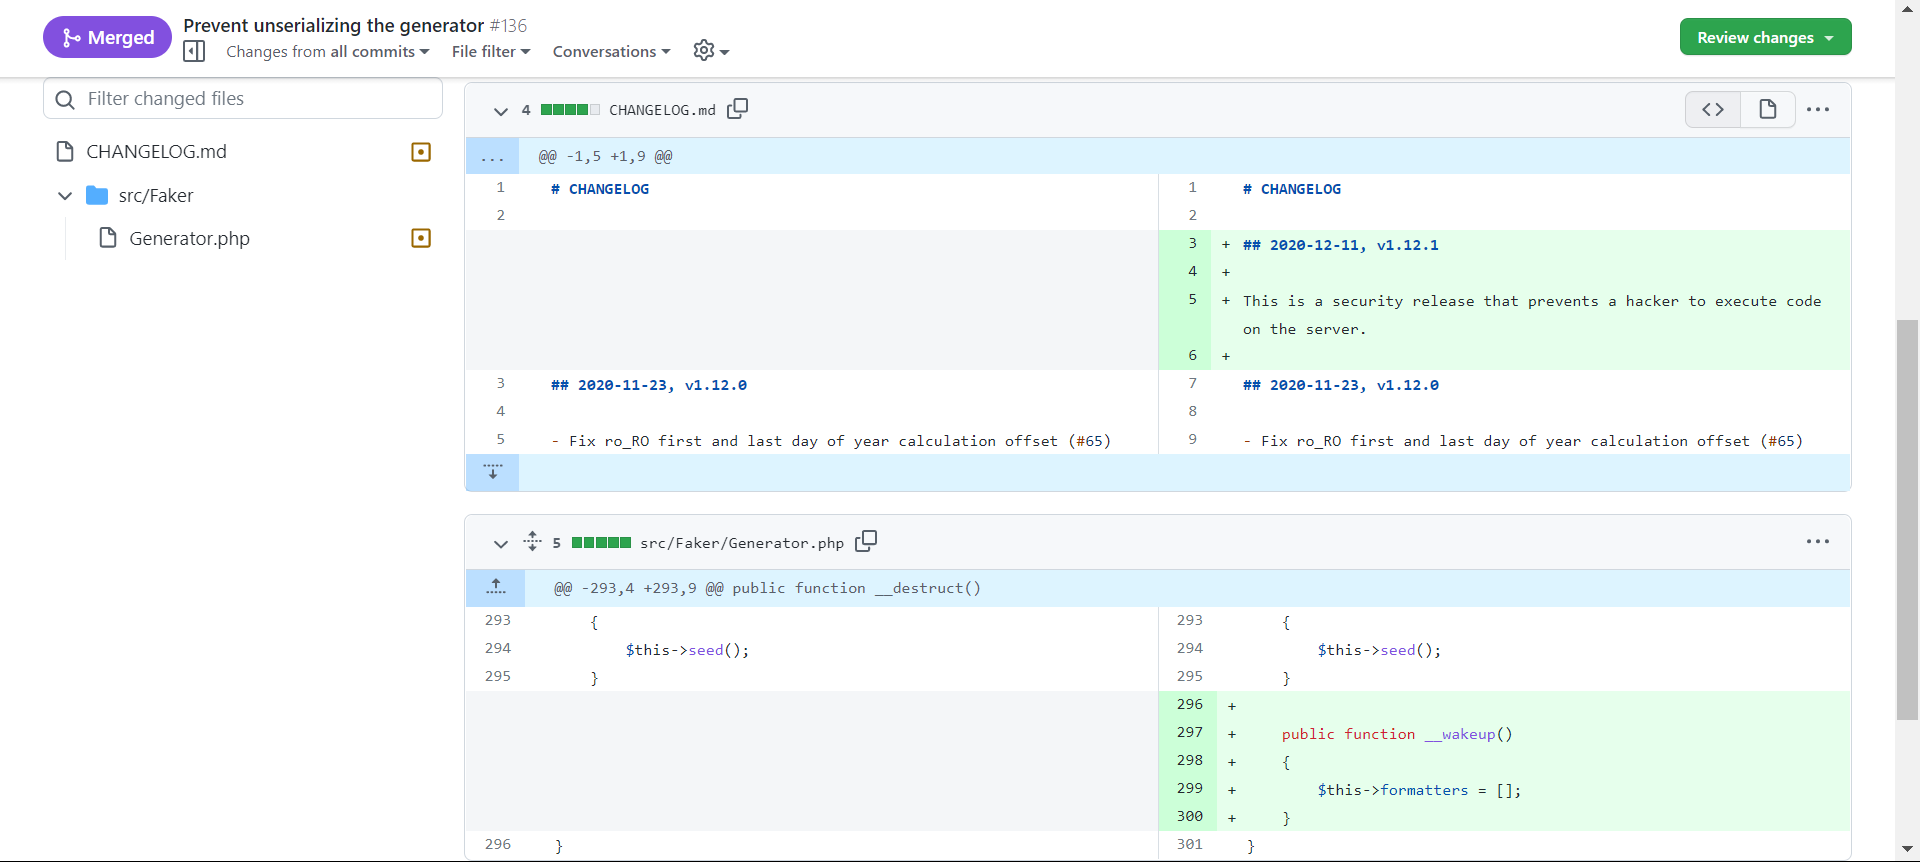 Merged
Prevent unserializing the generator #136
Changes from all commits
File filter
Conversations
Review changes
Filter changed files
CHANGELOG.md
src/Faker
Generator.php
4 CHANGELOG.md
... @@ -1,5 +1,9 @@
1 # CHANGELOG
2
3 ## 2020-11-23, v1.12.0
4
5 - Fix ro_RO first and last day of year calculation offset (#65)
1 # CHANGELOG
2
3 + ## 2020-12-11, v1.12.1
4 +
5 + This is a security release that prevents a hacker to execute code
on the server.
6 +
7 ## 2020-11-23, v1.12.0
8
9 - Fix ro_RO first and last day of year calculation offset (#65)
5 src/Faker/Generator.php
@@ -293,4 +293,9 @@ public function __destruct()
293 {
294 $this->seed();
295 }
296 }
293 {
294 $this->seed();
295 }
296 +
297 + public function __wakeup()
298 + {
299 + $this->formatters = [];
300 + }
301 }